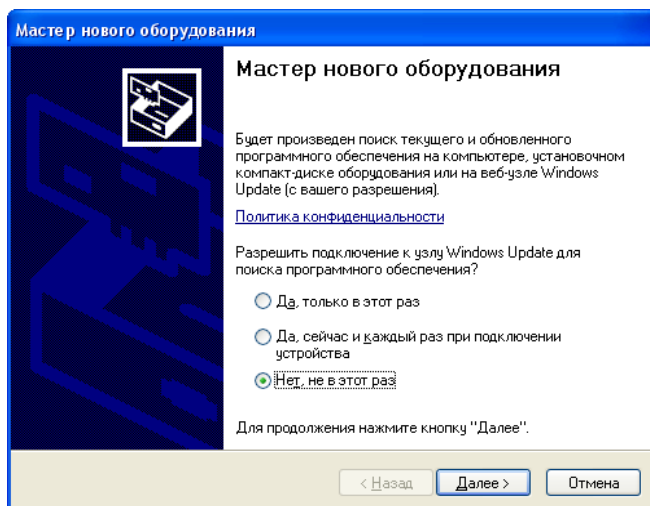 Мастер нового оборудования
Мастер нового оборудования
Будет произведен поиск текущего и обновленного
программного обеспечения на компьютере, установочном
компакт-диске оборудования или на веб-узле Windows
Update (с вашего разрешения).
Политика конфиденциальности
Разрешить подключение к узлу Windows Update для
поиска программного обеспечения?
Да, только в этот раз
Да, сейчас и каждый раз при подключении
устройства
Нет, не в этот раз
Для продолжения нажмите кнопку "Далее".
< Назад Далее > Отмена